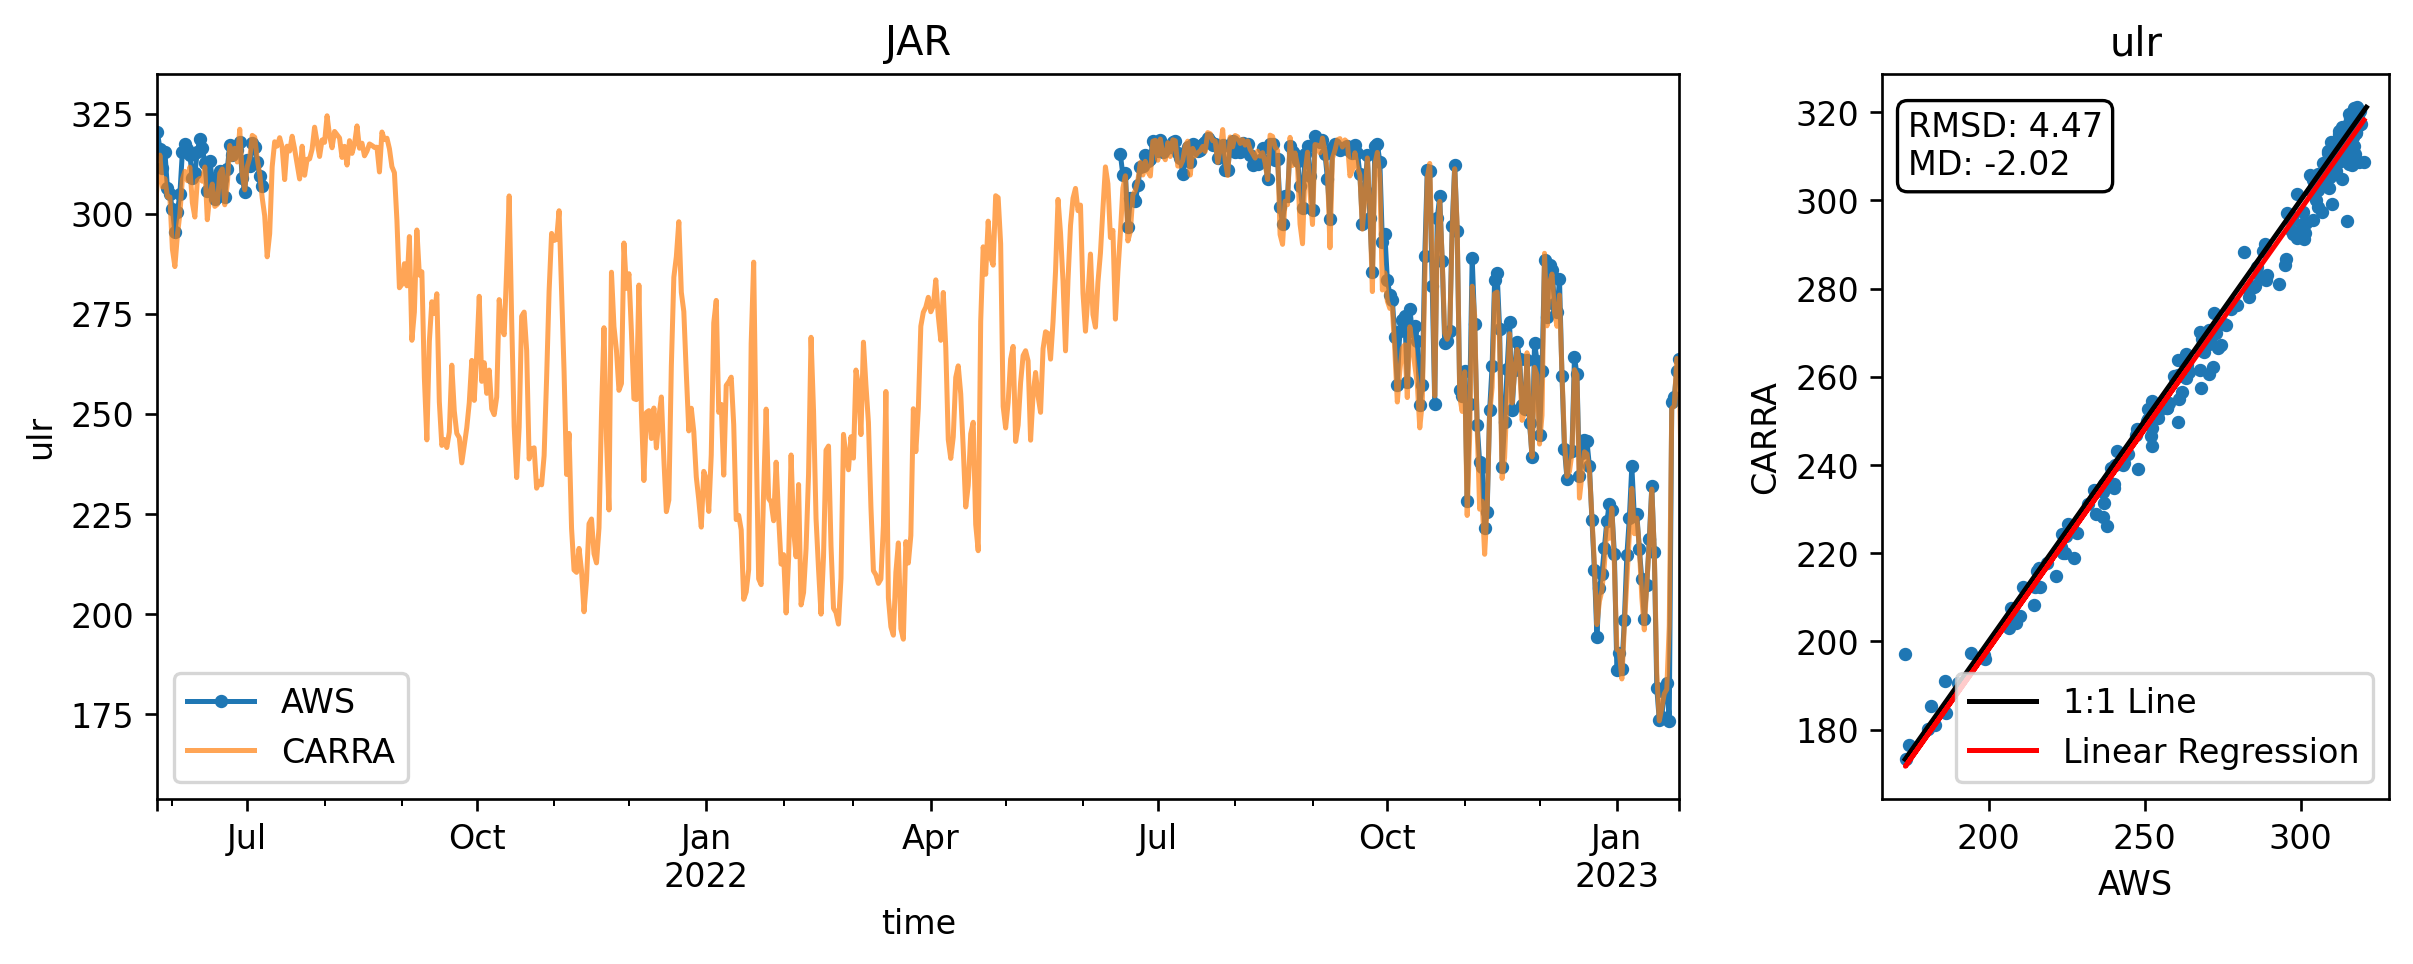 JAR
ulr
325
300
275
250
225
200
175
AWS
CARRA
Jul
Oct
Jan
2022
Apr
Jul
Oct
Jan
2023
time
ulr
CARRA
320
300
280
260
240
220
200
180
RMSD: 4.47
MD: -2.02
1:1 Line
Linear Regression
200
250
300
AWS